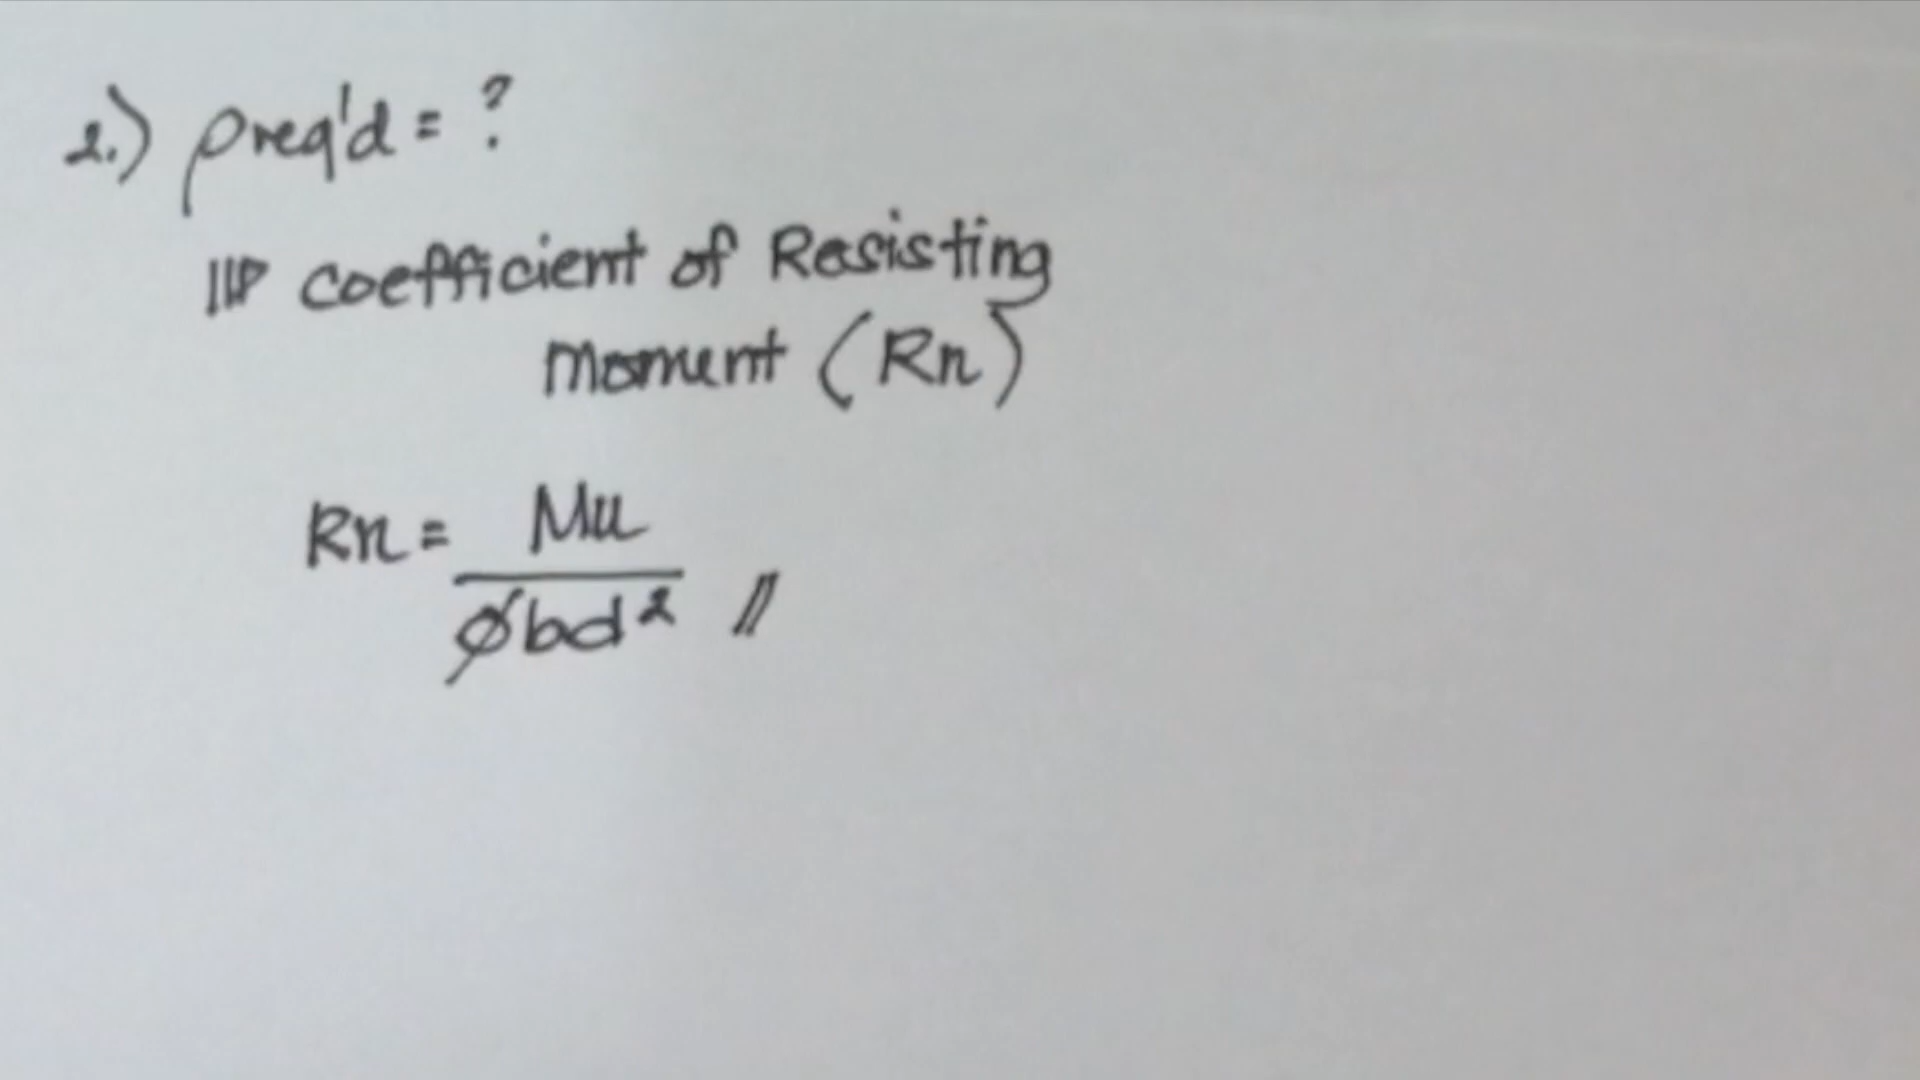 2.) ρreq'd = ?
coefficient of Resisting
moment (Rn)
Rn = Mu
φbd² //